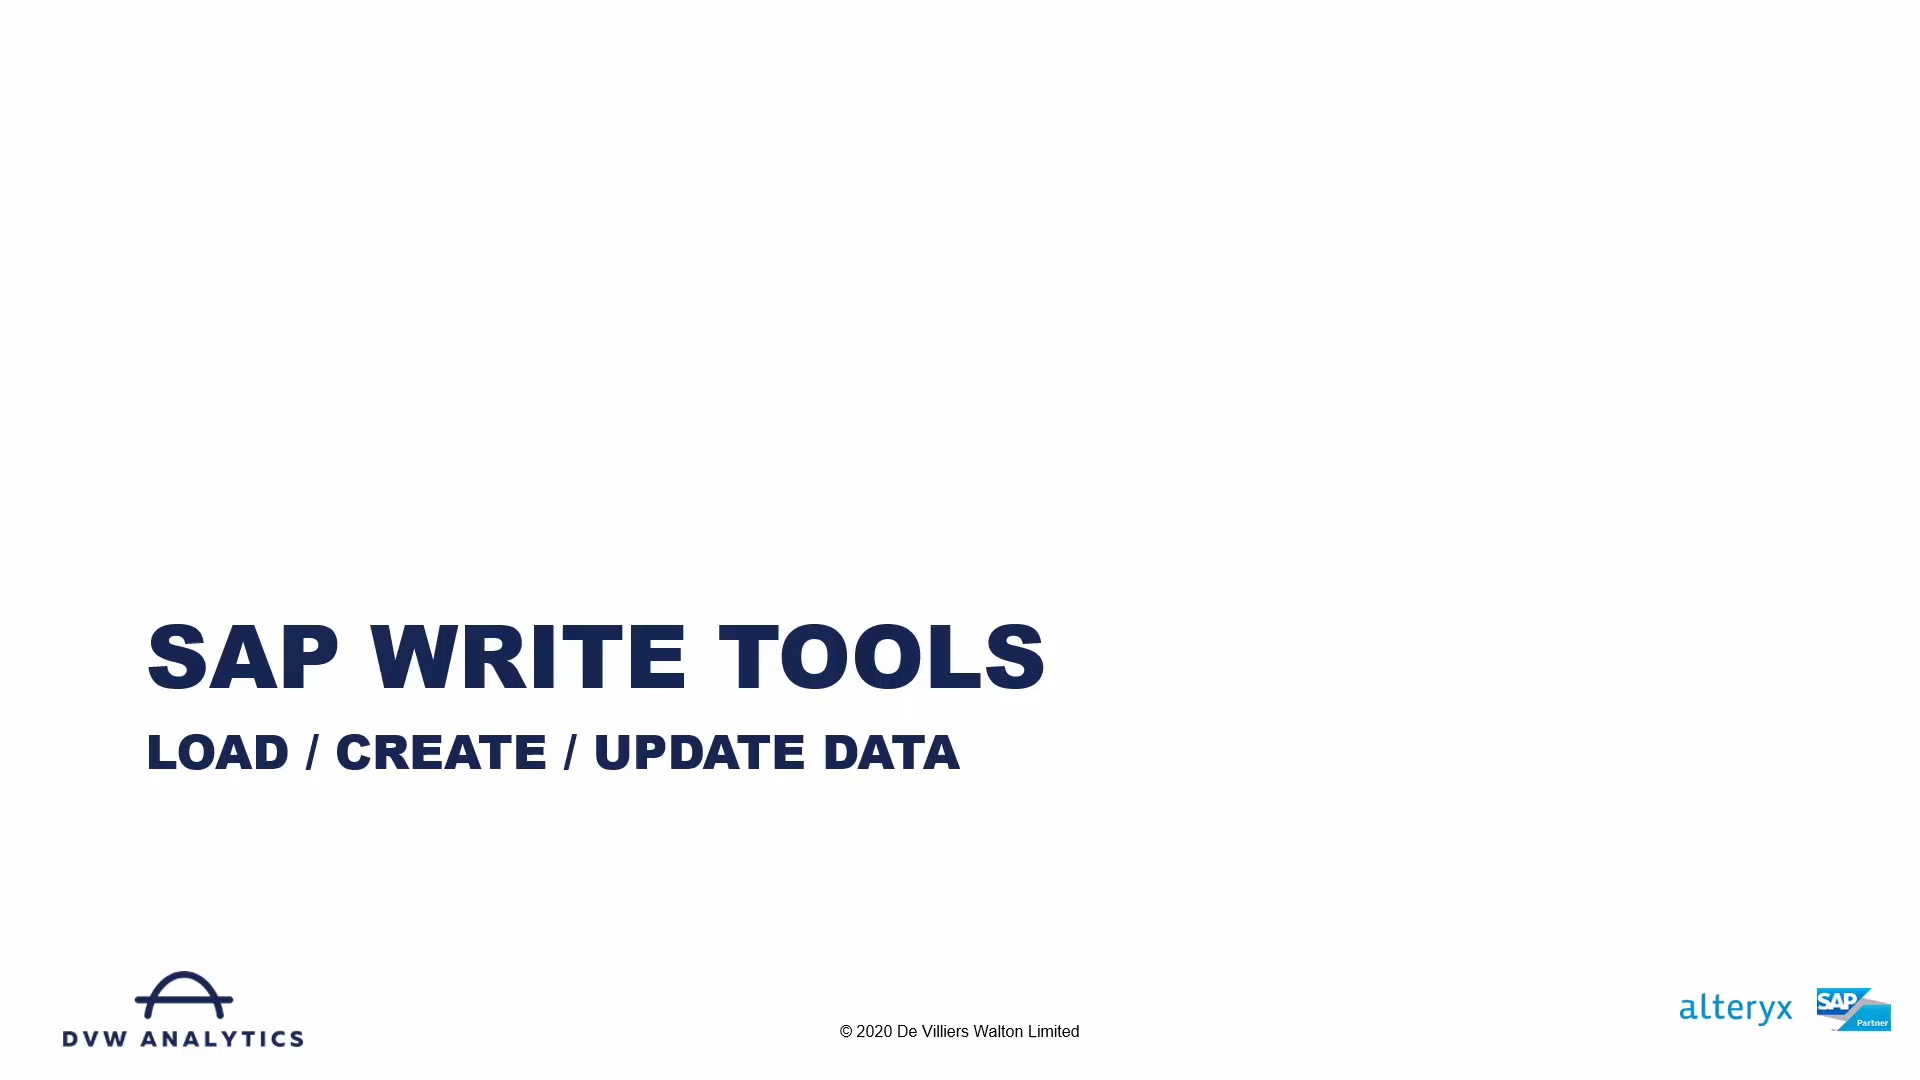 SAP WRITE TOOLS
LOAD / CREATE / UPDATE DATA
DVW ANALYTICS
© 2020 De Villiers Walton Limited
alteryx
SAP
Partner